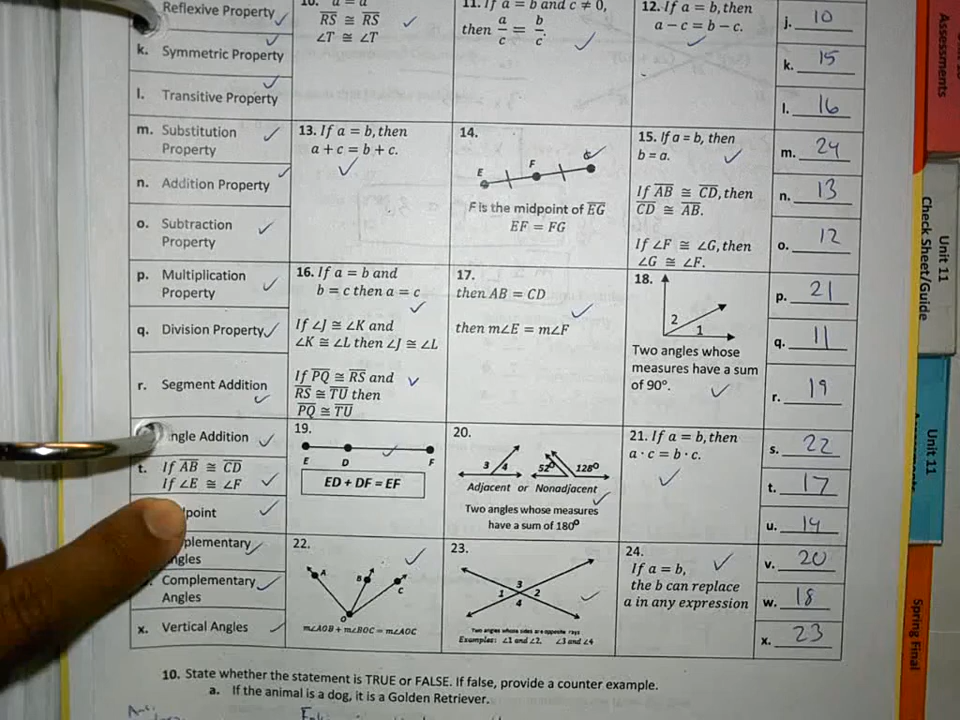 Reflexive Property
k. Symmetric Property
l. Transitive Property
m. Substitution
Property
n. Addition Property
o. Subtraction
Property
p. Multiplication
Property
q. Division Property
r. Segment Addition
ngle Addition
t. If AB ≅ CD
If ∠E ≅ ∠F
point
plementary
ngles
Complementary
Angles
x. Vertical Angles
10. a = a
RS ≅ RS
∠T ≅ ∠T
11. If a = b and c ≠ 0,
then a/c = b/c.
12. If a = b, then
a − c = b − c.
13. If a = b, then
a + c = b + c.
14.
E F G
F is the midpoint of EG
EF = FG
15. If a = b, then
b = a.
If AB ≅ CD, then
CD ≅ AB.
If ∠F ≅ ∠G, then
∠G ≅ ∠F.
16. If a = b and
b = c then a = c
If ∠J ≅ ∠K and
∠K ≅ ∠L then ∠J ≅ ∠L
If PQ ≅ RS and
RS ≅ TU then
PQ ≅ TU
17.
then AB = CD
then m∠E = m∠F
18.
2
1
Two angles whose
measures have a sum
of 90°.
19.
E D F
ED + DF = EF
20.
3 4 52° 128°
Adjacent or Nonadjacent
Two angles whose measures
have a sum of 180°
21. If a = b, then
a · c = b · c.
22.
A B C
O
m∠AOB + m∠BOC = m∠AOC
23.
3
1 2
4
Two angles whose sides are opposite rays
Examples: ∠1 and ∠2. ∠3 and ∠4
24.
If a = b,
the b can replace
a in any expression
j. 10
k. 15
l. 16
m. 24
n. 13
o. 12
p. 21
q. 11
r. 19
s. 22
t. 17
u. 14
v. 20
w. 18
x. 23
10. State whether the statement is TRUE or FALSE. If false, provide a counter example.
a. If the animal is a dog, it is a Golden Retriever.
Assessments
Unit 11
Check Sheet/Guide
Unit 11
Spring Final